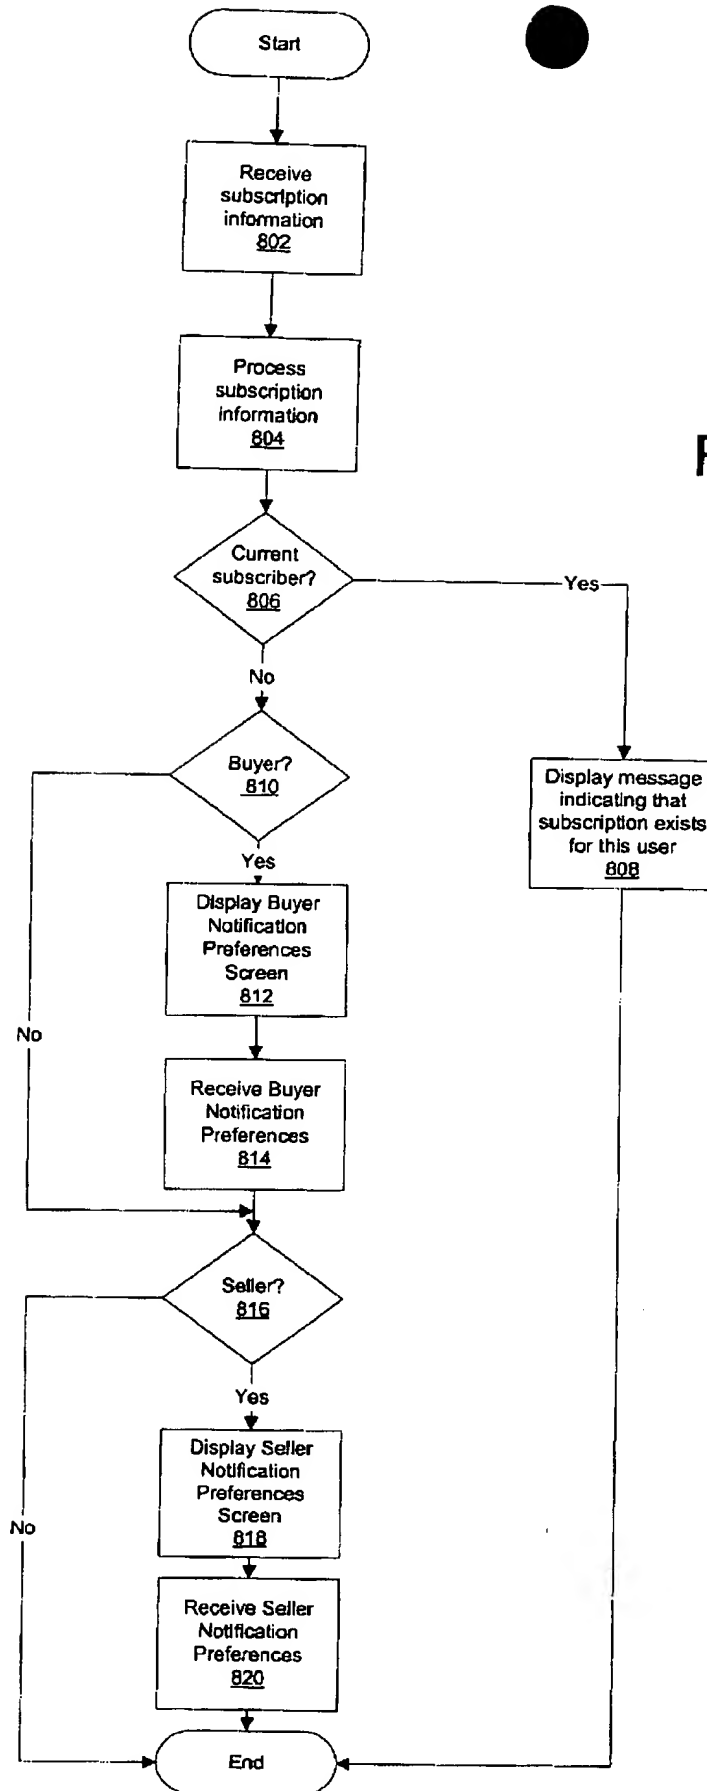 Start
Receive
subscription
information
802
Process
subscription
information
804
Current
subscriber?
806
Yes
No
Buyer?
810
Display message
indicating that
subscription exists
for this user
808
Yes
Display Buyer
Notification
Preferences
Screen
812
No
Receive Buyer
Notification
Preferences
814
Seller?
816
Yes
Display Seller
Notification
Preferences
Screen
818
No
Receive Seller
Notification
Preferences
820
End